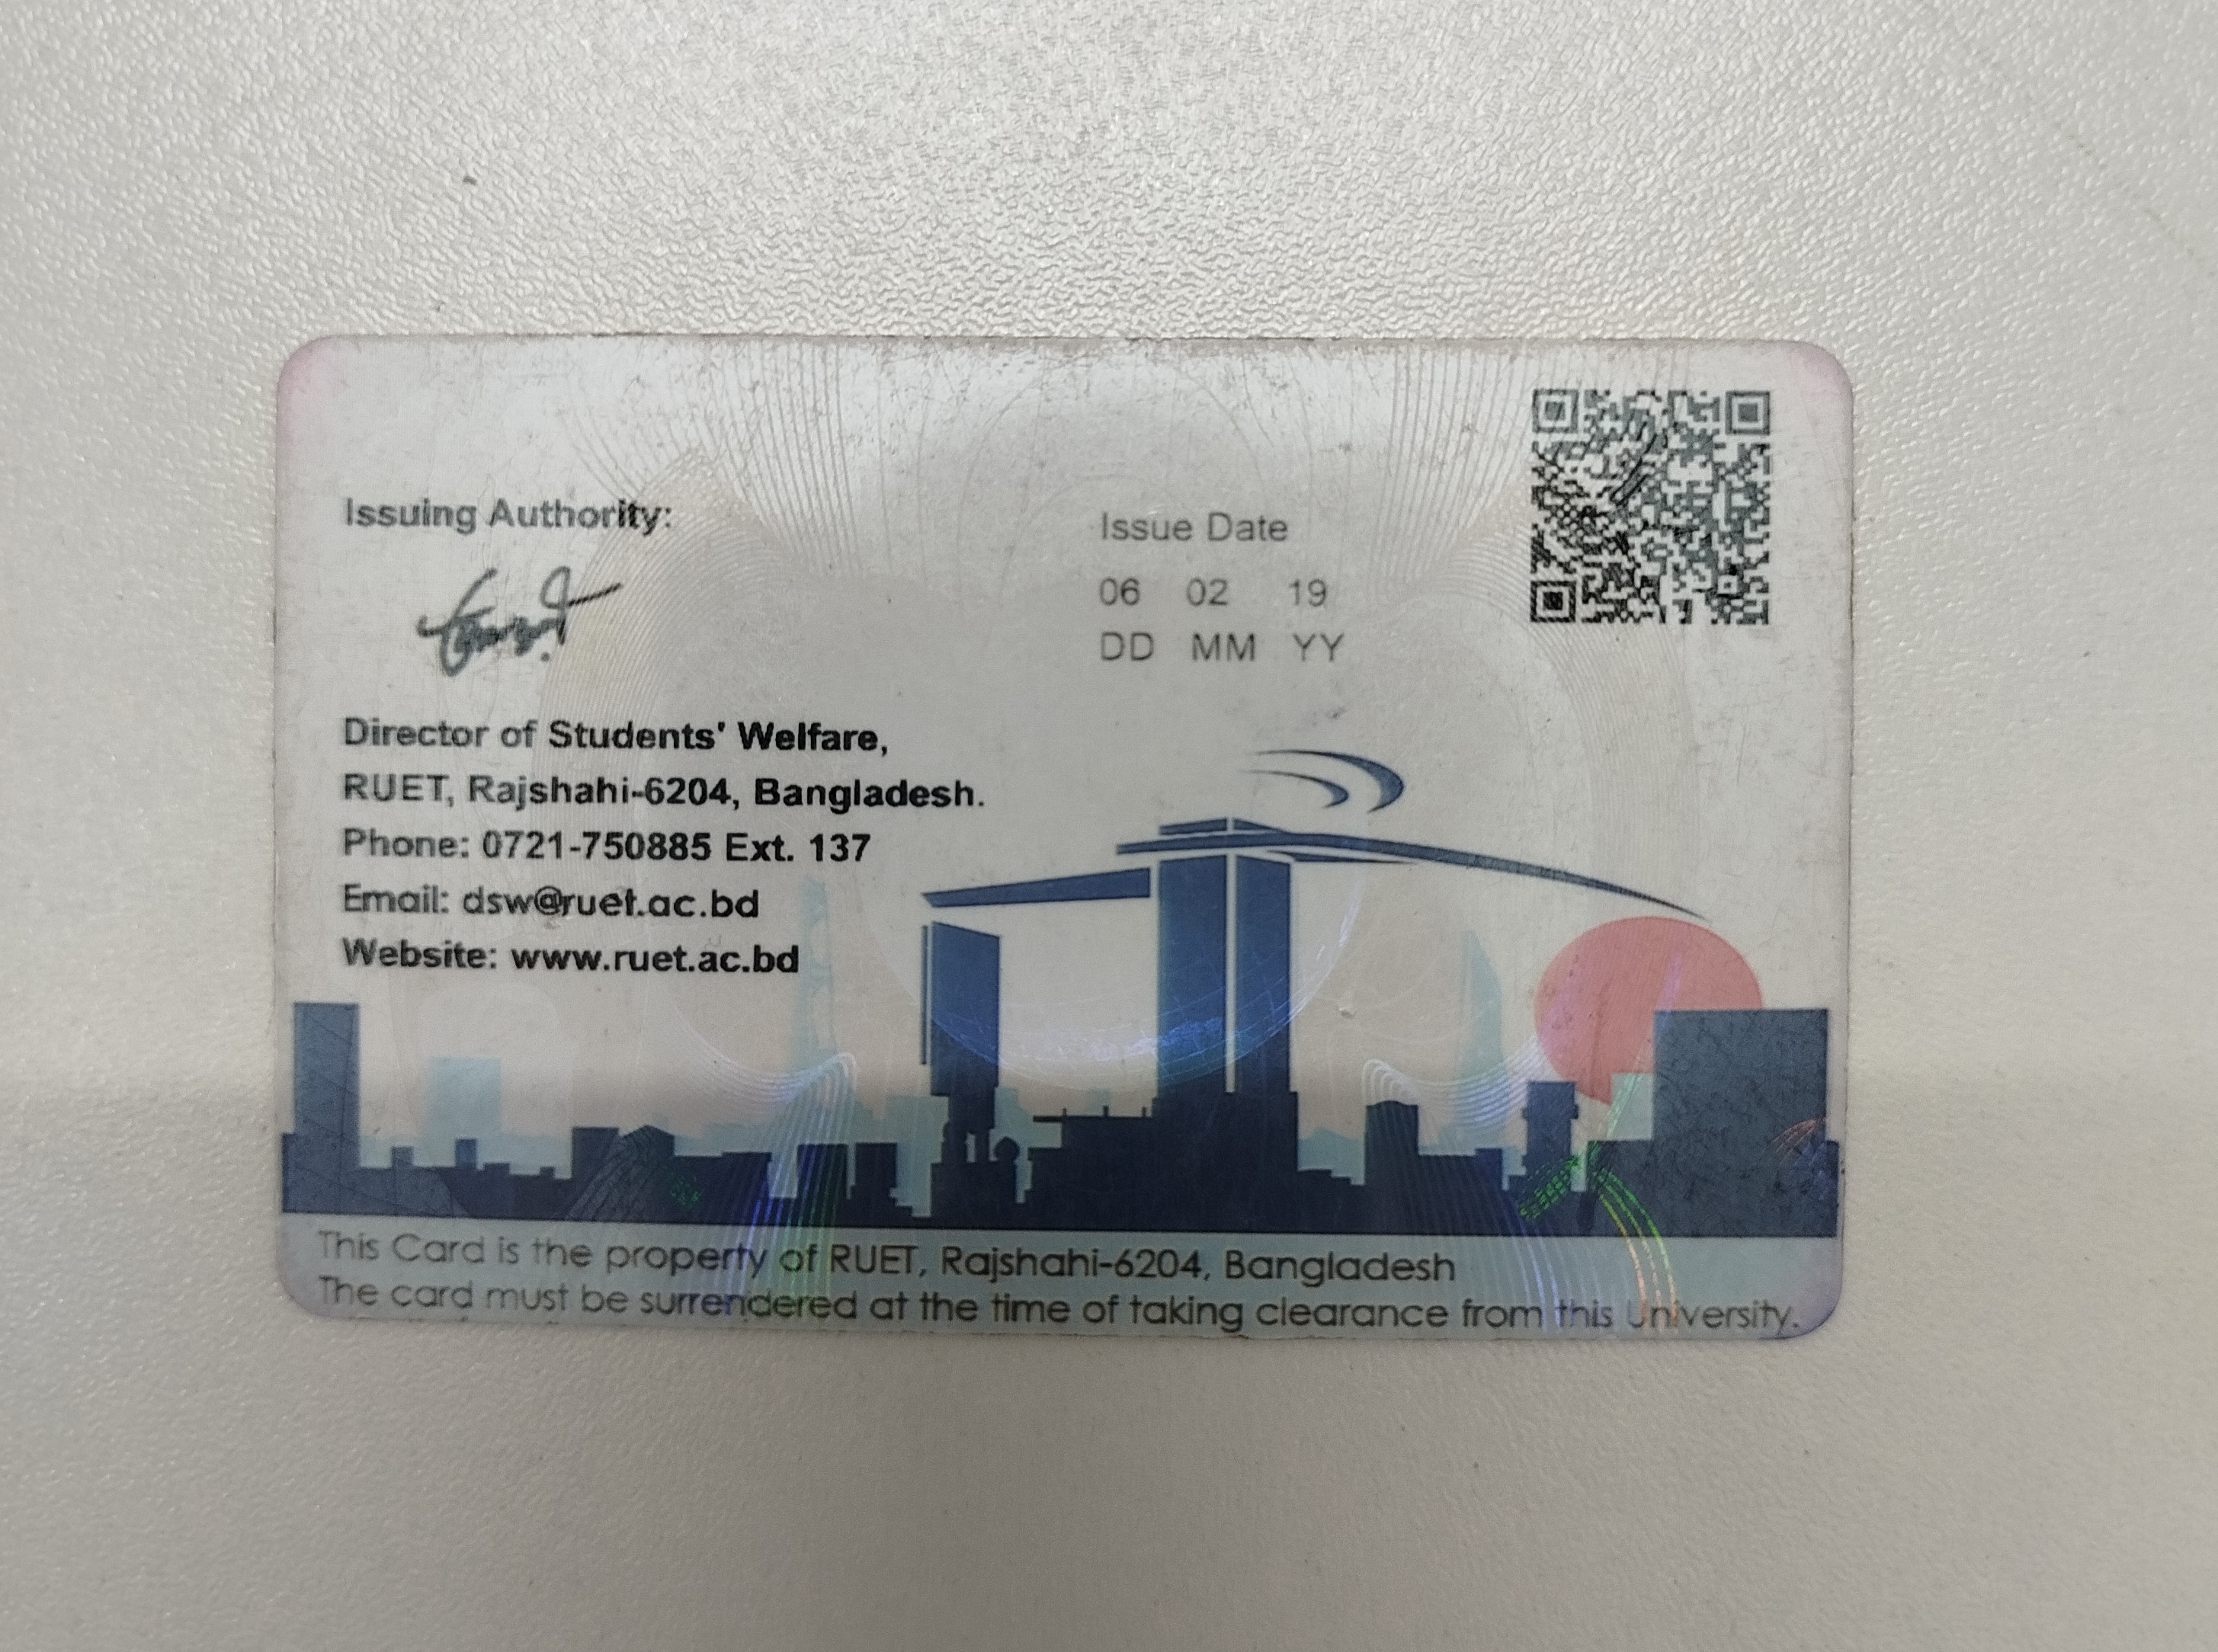 Issuing Authority:
Issue Date
06 02 19
DD MM YY
Director of Students' Welfare,
RUET, Rajshahi-6204, Bangladesh.
Phone: 0721-750885 Ext. 137
Email: dsw@ruet.ac.bd
Website: www.ruet.ac.bd
This Card is the property of RUET, Rajshahi-6204, Bangladesh
The card must be surrendered at the time of taking clearance from this University.